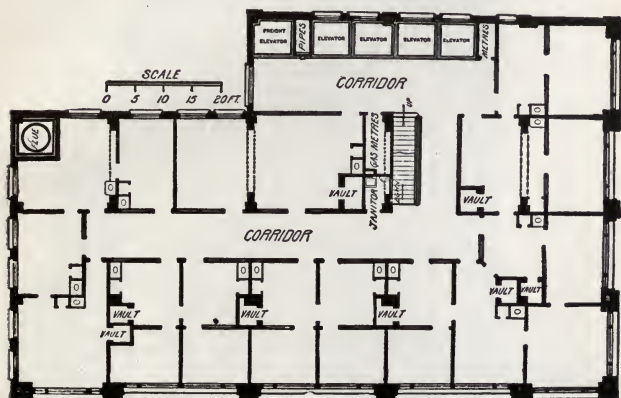 FREIGHT
ELEVATOR
PIPES
ELEVATOR
ELEVATOR
ELEVATOR
ELEVATOR
METRES
SCALE
0 5 10 15 20 FT.
CORRIDOR
UP
FLUE
GAS METRES
JANITOR
DOWN
VAULT
VAULT
CORRIDOR
VAULT
VAULT
VAULT
VAULT
VAULT
VAULT